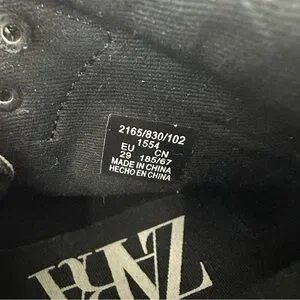 2165/830/102
1554
EU CN
29 185/67
MADE IN CHINA
HECHO EN CHINA
ZARA